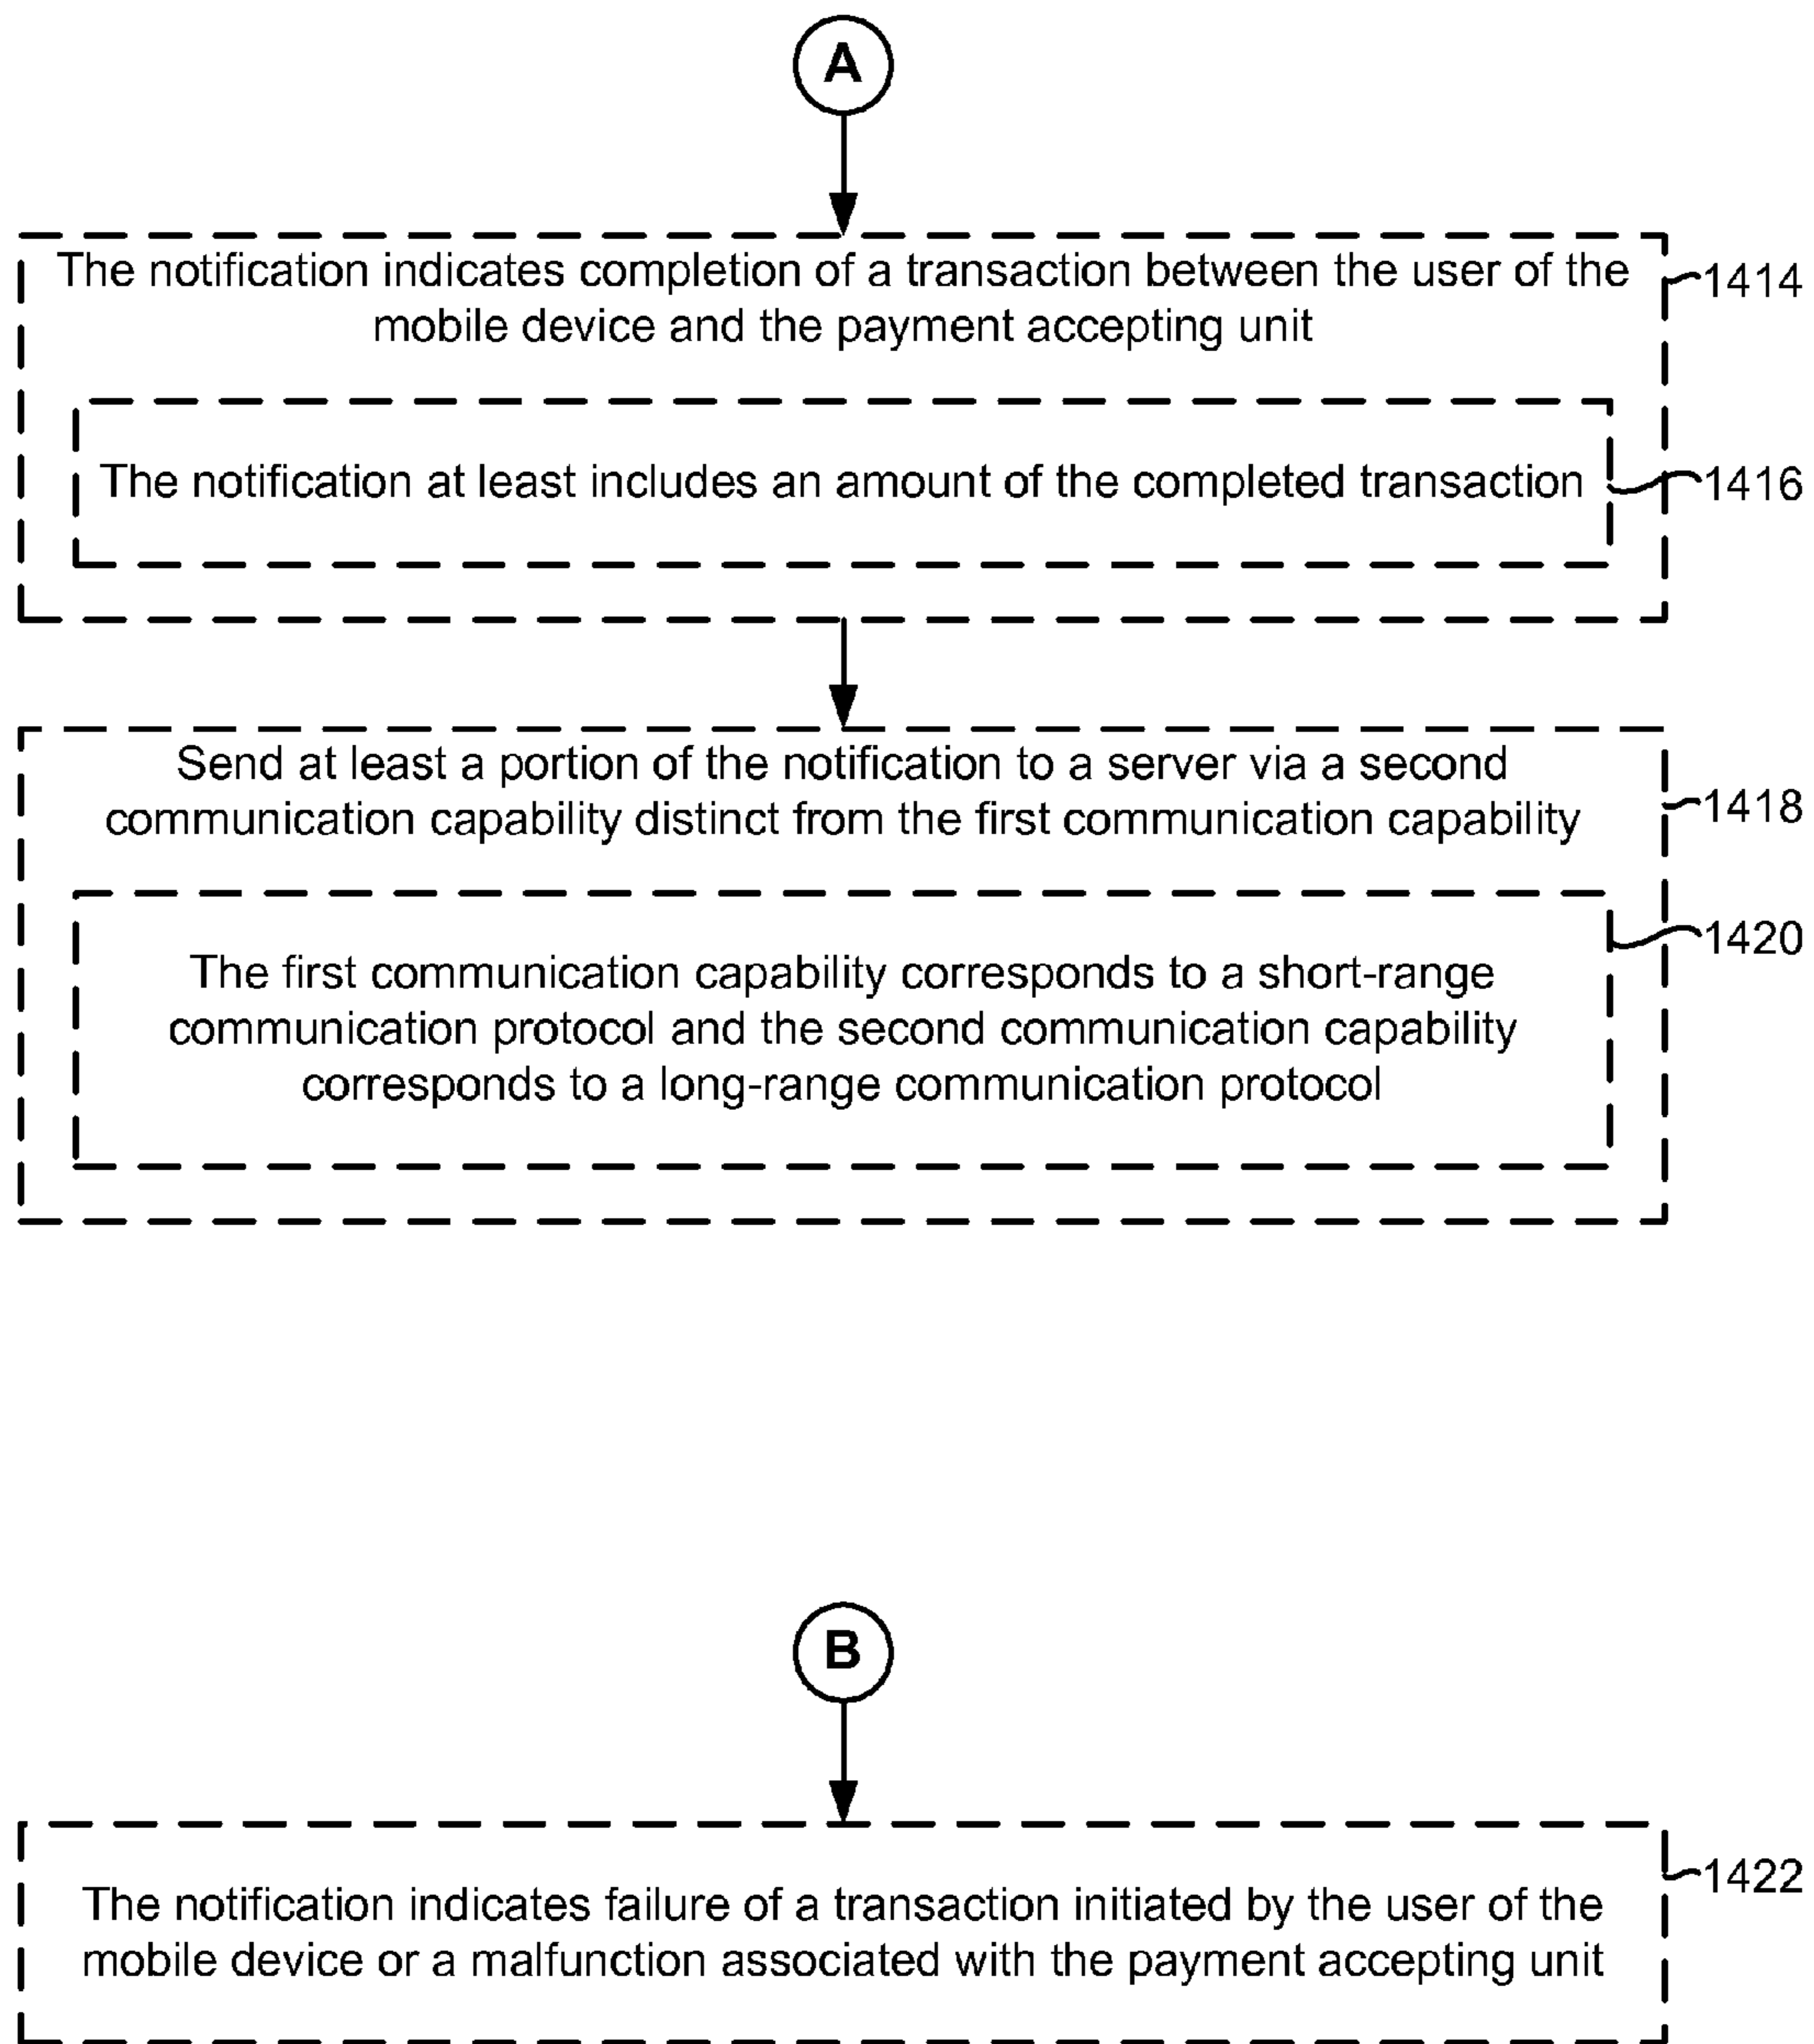 A
The notification indicates completion of a transaction between the user of the
mobile device and the payment accepting unit
1414
The notification at least includes an amount of the completed transaction
1416
Send at least a portion of the notification to a server via a second
communication capability distinct from the first communication capability
1418
The first communication capability corresponds to a short-range
communication protocol and the second communication capability
corresponds to a long-range communication protocol
1420
B
The notification indicates failure of a transaction initiated by the user of the
mobile device or a malfunction associated with the payment accepting unit
1422